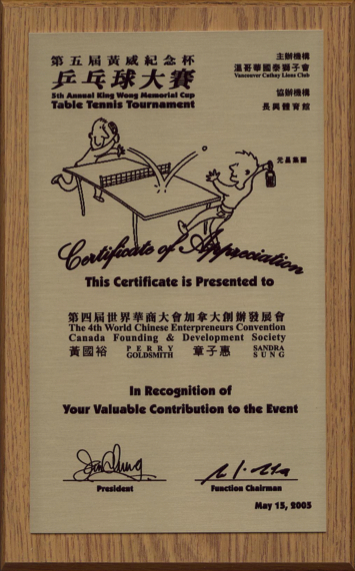 第五屆黃威紀念杯
乒乓球大賽
5th Annual King Wong Memorial Cup
Table Tennis Tournament
主辦機構
溫哥華國泰獅子會
Vancouver Cathay Lions Club
協辦機構
長興體育館
元昌集團
Certificate of Appreciation
This Certificate is Presented to
第四屆世界華商大會加拿大創辦發展會
The 4th World Chinese Enterpreneurs Convention
Canada Founding & Development Society
黃國裕 PERRY GOLDSMITH 章子惠 SANDRA SUNG
In Recognition of
Your Valuable Contribution to the Event
President
Function Chairman
May 15, 2005